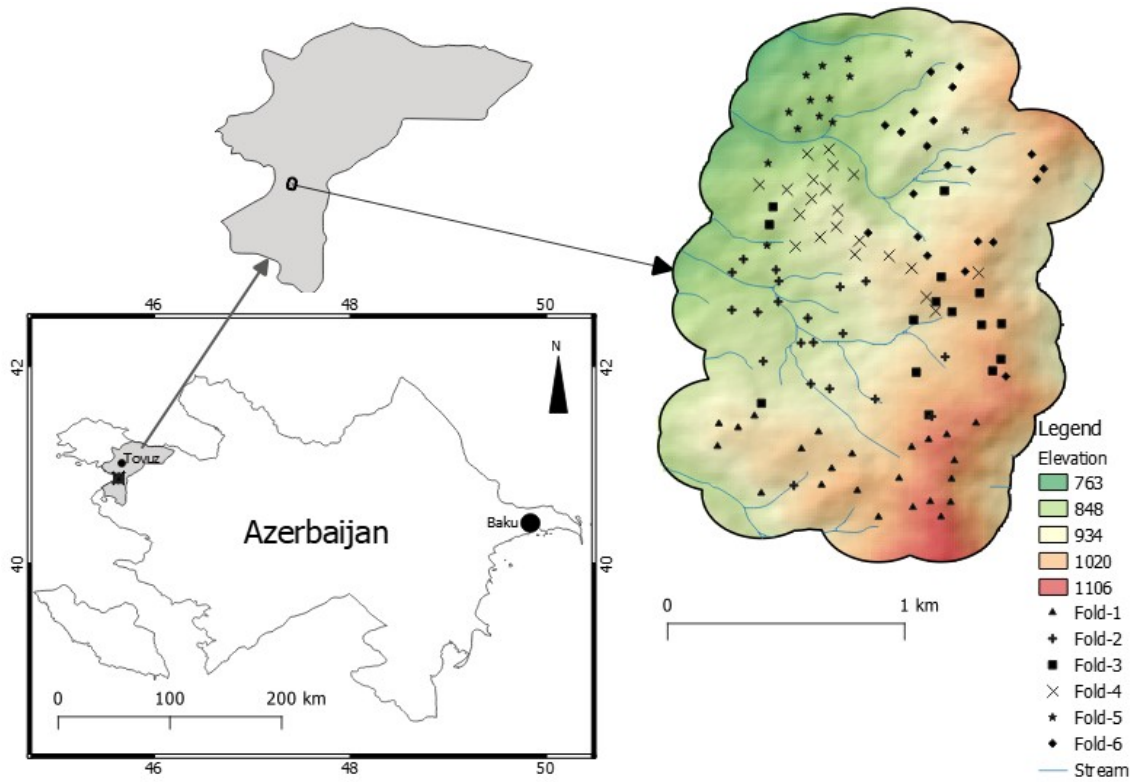 46
48
50
N
42
42
Tovuz
Azerbaijan
Baku
40
40
0 100 200 km
46
48
50
0 1 km
Legend
Elevation
763
848
934
1020
1106
Fold-1
Fold-2
Fold-3
Fold-4
Fold-5
Fold-6
Stream